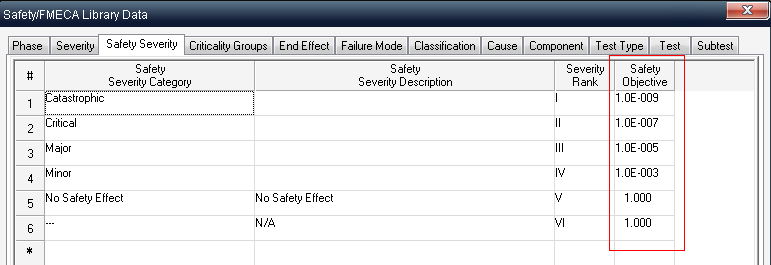 Safety/FMECA Library Data
Phase Severity Safety Severity Criticality Groups End Effect Failure Mode Classification Cause Component Test Type Test Subtest
# Safety Severity Category Safety Severity Description Severity Rank Safety Objective
1 Catastrophic I 1.0E-009
2 Critical II 1.0E-007
3 Major III 1.0E-005
4 Minor IV 1.0E-003
5 No Safety Effect No Safety Effect V 1.000
6 --- N/A VI 1.000
*